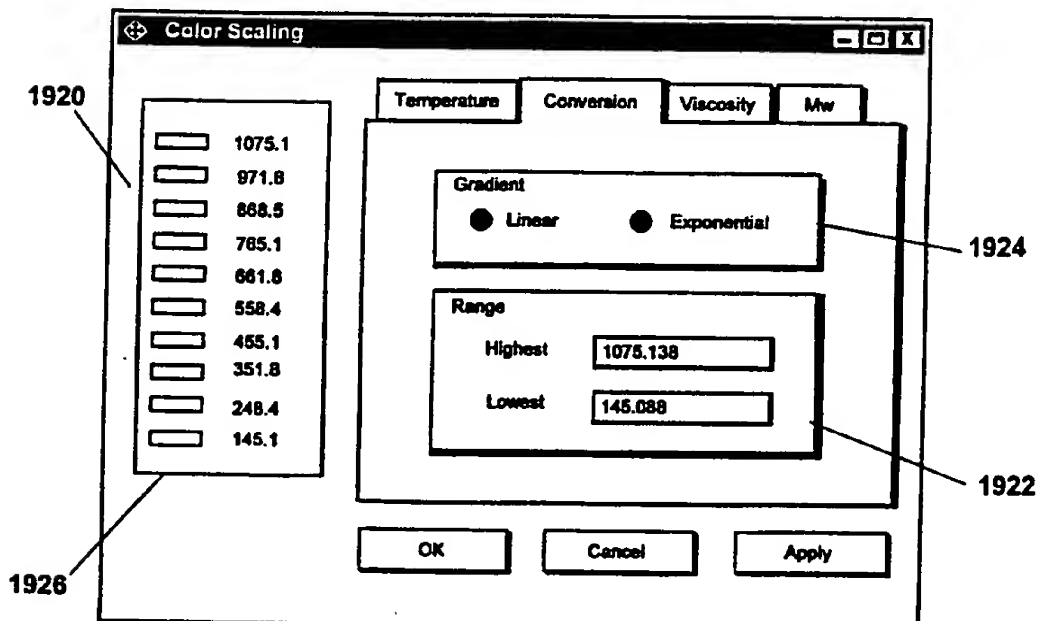 Color Scaling
1920
1075.1
971.8
868.5
765.1
661.8
558.4
455.1
351.8
248.4
145.1
1926
Temperature
Conversion
Viscosity
Mw
Gradient
Linear
Exponential
1924
Range
Highest
1075.138
Lowest
145.088
1922
OK
Cancel
Apply